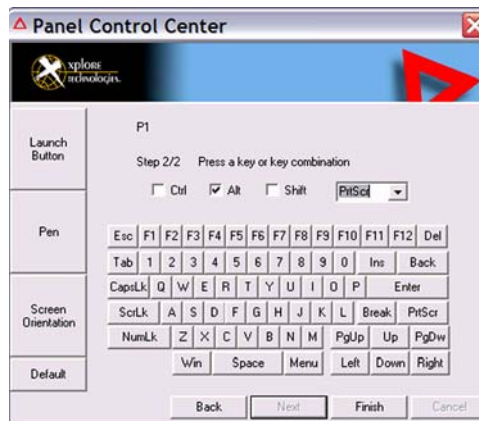 Panel Control Center
xplore
technologies.
Launch
Button
Pen
Screen
Orientation
Default
P1
Step 2/2 Press a key or key combination
Ctrl Alt Shift PrtScr
Esc F1 F2 F3 F4 F5 F6 F7 F8 F9 F10 F11 F12 Del
Tab 1 2 3 4 5 6 7 8 9 0 Ins Back
CapsLk Q W E R T Y U I O P Enter
ScrLk A S D F G H J K L Break PrtScr
NumLk Z X C V B N M PgUp Up PgDw
Win Space Menu Left Down Right
Back Next Finish Cancel